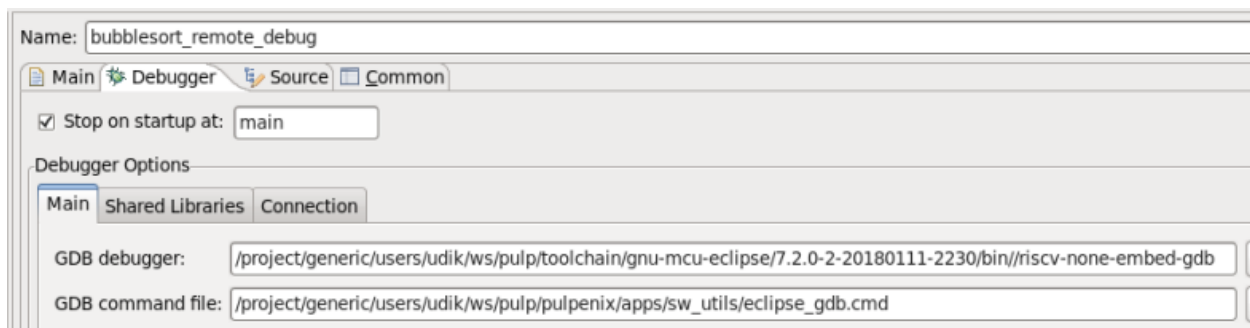 Name: bubblesort_remote_debug
Main Debugger Source Common
Stop on startup at: main
Debugger Options
Main Shared Libraries Connection
GDB debugger: /project/generic/users/udik/ws/pulp/toolchain/gnu-mcu-eclipse/7.2.0-2-20180111-2230/bin//riscv-none-embed-gdb
GDB command file: /project/generic/users/udik/ws/pulp/pulpenix/apps/sw_utils/eclipse_gdb.cmd